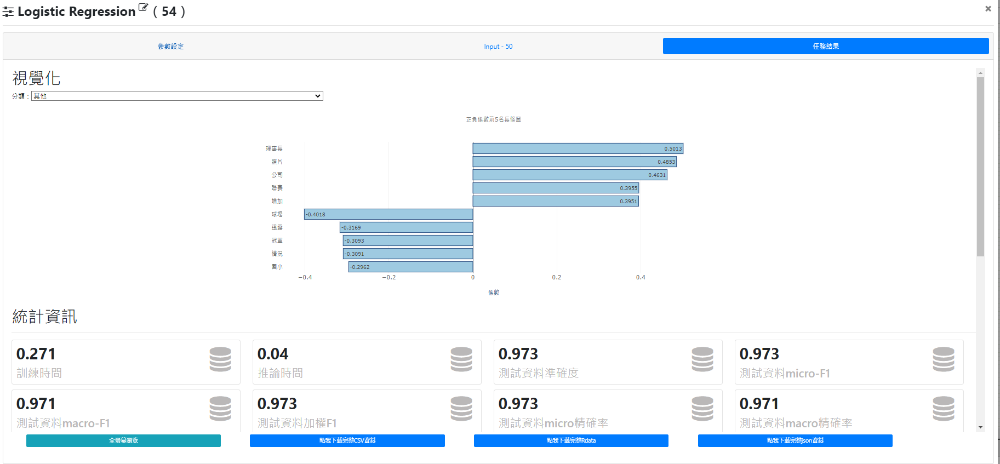 Logistic Regression ( 54 )
參數設定
Input - 50
任務結果
視覺化
分類：其他
正負係數前5名長條圖
理事長 0.5013
照片 0.4853
公司 0.4631
聯賽 0.3955
增加 0.3951
球場 -0.4018
透露 -0.3169
冠軍 -0.3093
情況 -0.3091
國小 -0.2962
−0.4 −0.2 0 0.2 0.4
係數
統計資訊
0.271
訓練時間
0.04
推論時間
0.973
測試資料準確度
0.973
測試資料micro-F1
0.971
測試資料macro-F1
0.973
測試資料加權F1
0.973
測試資料micro精確率
0.971
測試資料macro精確率
全螢幕瀏覽
點我下載完整CSV資料
點我下載完整Rdata
點我下載完整json資料